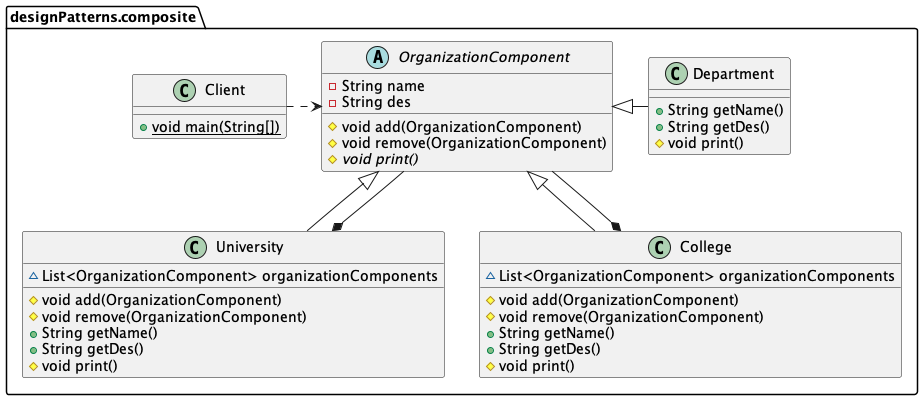 designPatterns.composite
A OrganizationComponent
String name
String des
void add(OrganizationComponent)
void remove(OrganizationComponent)
void print()
C Client
void main(String[])
C Department
String getName()
String getDes()
void print()
C University
List<OrganizationComponent> organizationComponents
void add(OrganizationComponent)
void remove(OrganizationComponent)
String getName()
String getDes()
void print()
C College
List<OrganizationComponent> organizationComponents
void add(OrganizationComponent)
void remove(OrganizationComponent)
String getName()
String getDes()
void print()